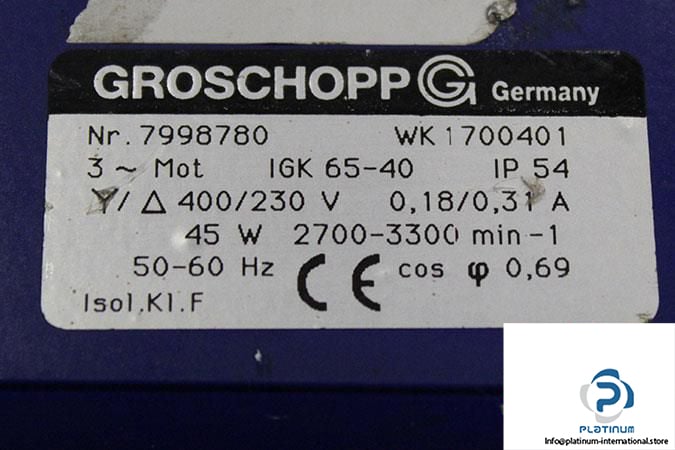 GROSCHOPP G Germany
Nr. 7998780 WK 1700401
3 ~ Mot IGK 65-40 IP 54
Y/Δ 400/230 V 0,18/0,31 A
45 W 2700-3300 min-1
50-60 Hz CE cos φ 0,69
Isol.Kl.F
P
PLATINUM
Info@platinum-international.store